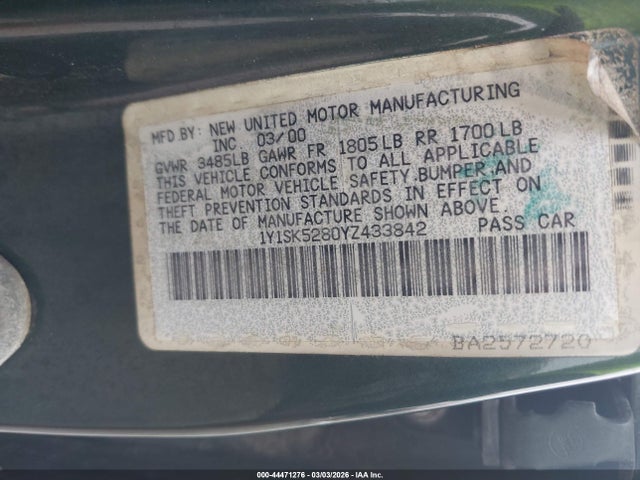 MFD.BY: NEW UNITED MOTOR MANUFACTURING
INC. 03/00
GVWR 3485LB GAWR FR 1805LB RR 1700LB
THIS VEHICLE CONFORMS TO ALL APPLICABLE
FEDERAL MOTOR VEHICLE SAFETY,BUMPER,AND
THEFT PREVENTION STANDARDS IN EFFECT ON
THE DATE OF MANUFACTURE SHOWN ABOVE.
1Y1SK5280YZ433842 PASS CAR
BA2572720
000-44471276 | 03/03/2026 | IAA Inc.